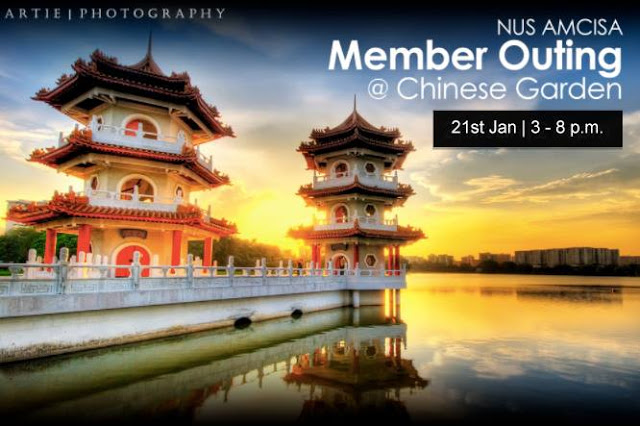 ARTIE | PHOTOGRAPHY
NUS AMCISA
Member Outing
@ Chinese Garden
21st Jan | 3 - 8 p.m.